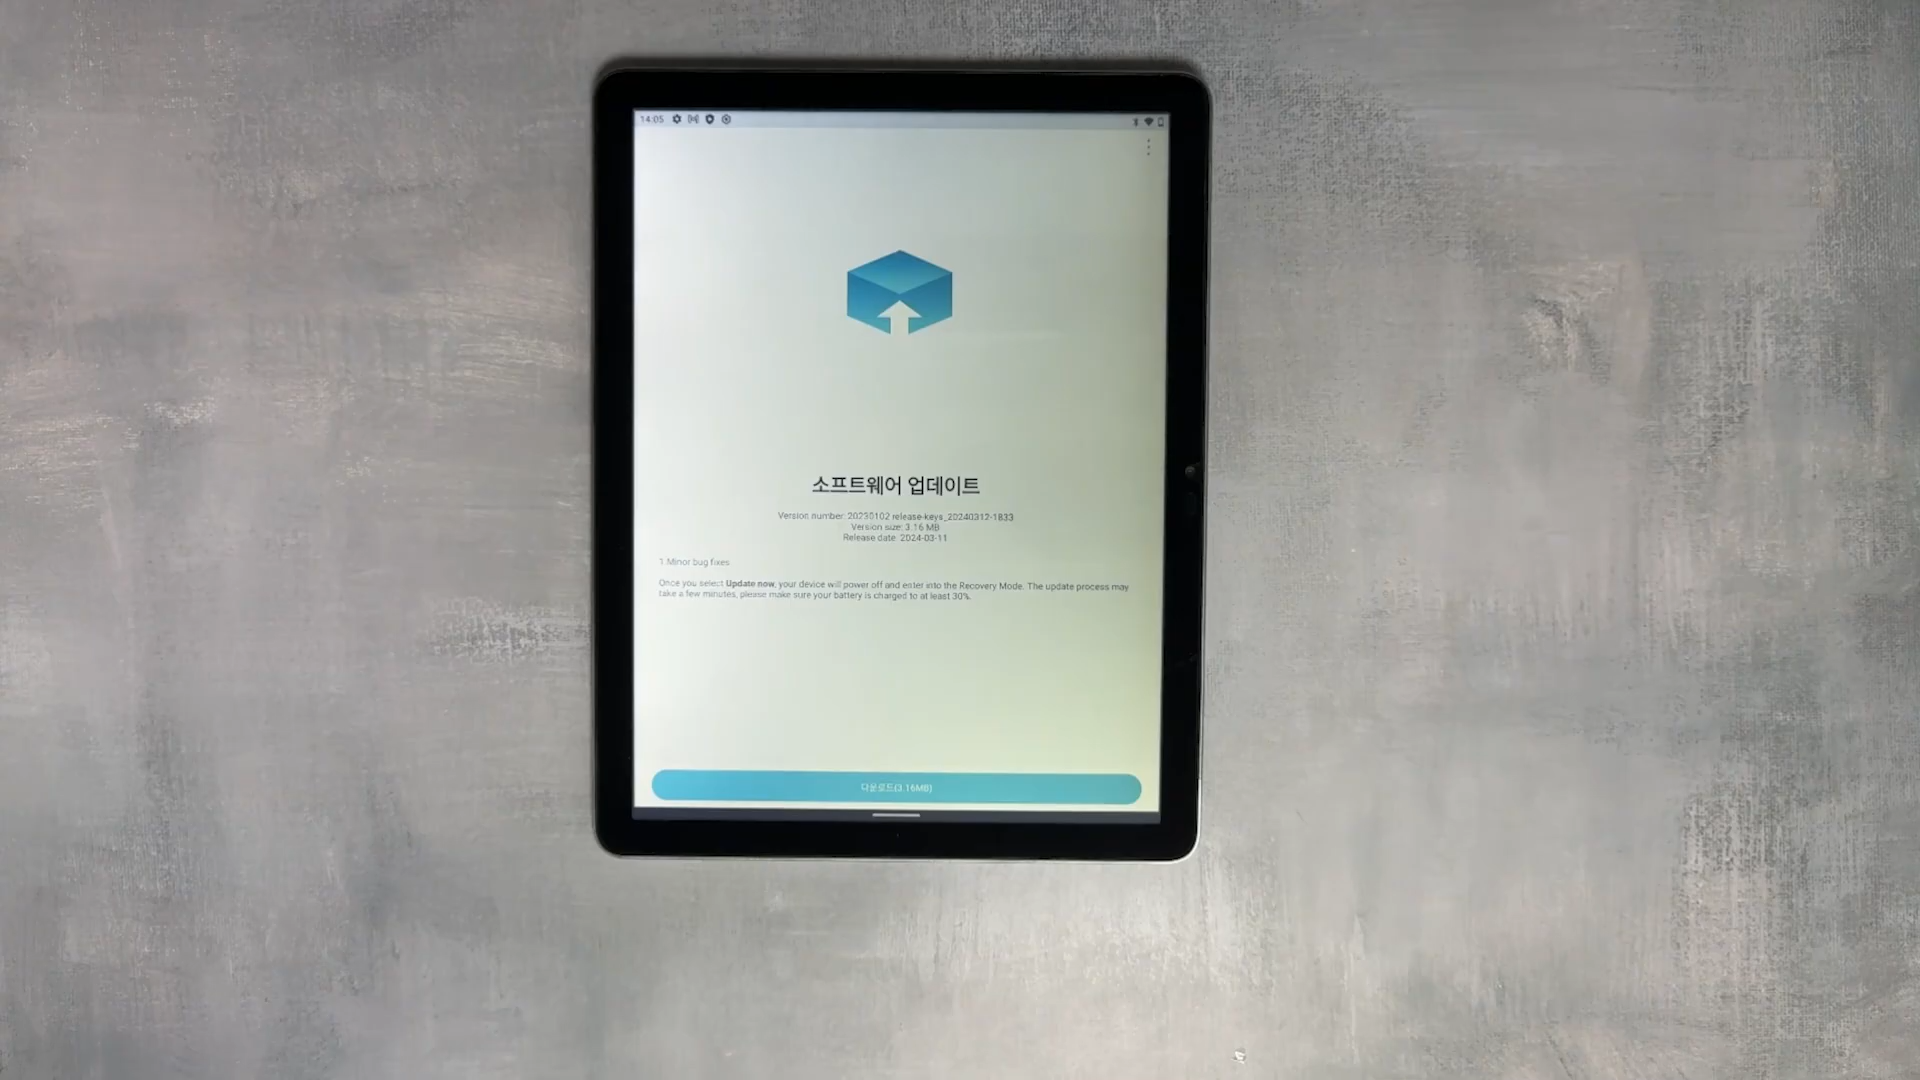 14:05
소프트웨어 업데이트
Version number: 20230102.release-keys_20240312-1833
Version size: 3.16 MB
Release date: 2024-03-11
1.Minor bug fixes
Once you select Update now, your device will power off and enter into the Recovery Mode. The update process may
take a few minutes, please make sure your battery is charged to at least 30%.
다운로드(3.16MB)